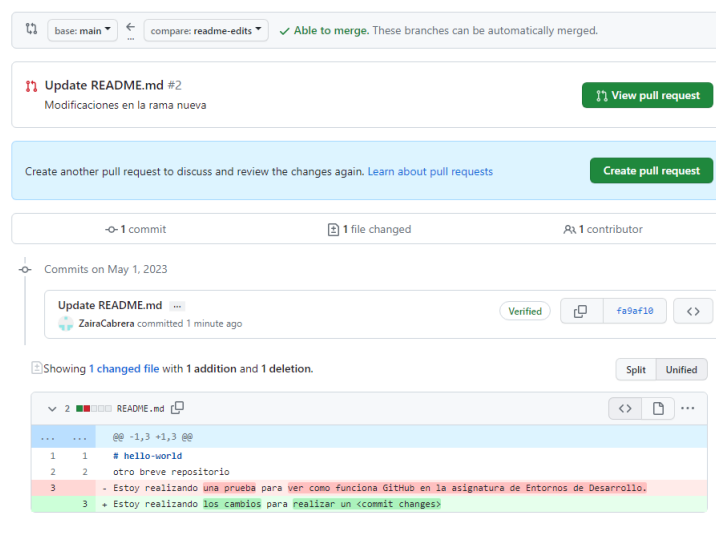 base: main ← compare: readme-edits ✓ Able to merge. These branches can be automatically merged.
...
Update README.md #2
Modificaciones en la rama nueva
View pull request
Create another pull request to discuss and review the changes again. Learn about pull requests
Create pull request
1 commit
1 file changed
1 contributor
Commits on May 1, 2023
Update README.md ...
ZairaCabrera committed 1 minute ago
Verified
fa9af10
<>
Showing 1 changed file with 1 addition and 1 deletion.
Split Unified
2 README.md
<> ...
... ... @@ -1,3 +1,3 @@
1 1 # hello-world
2 2 otro breve repositorio
3 - Estoy realizando una prueba para ver como funciona GitHub en la asignatura de Entornos de Desarrollo.
3 + Estoy realizando los cambios para realizar un <commit changes>